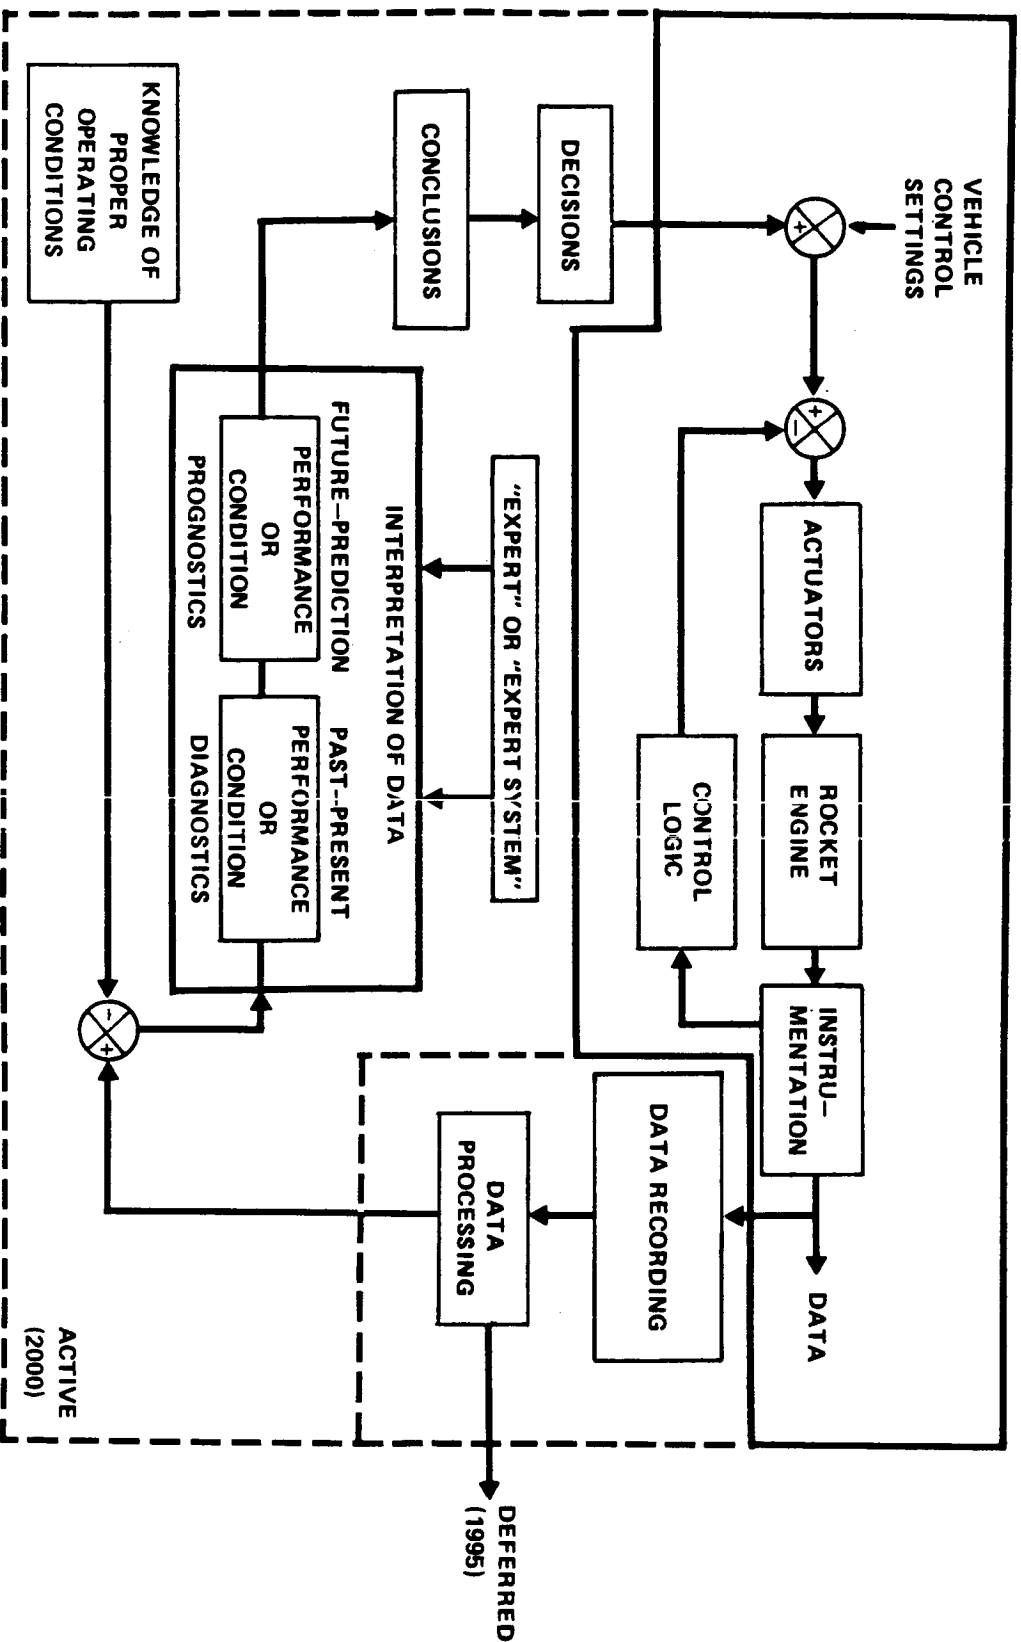 VEHICLE
CONTROL
SETTINGS
+
+
−
ACTUATORS
ROCKET
ENGINE
INSTRU−
MENTATION
DATA
CONTROL
LOGIC
DECISIONS
CONCLUSIONS
"EXPERT" OR "EXPERT SYSTEM"
DATA RECORDING
DATA
PROCESSING
DEFERRED
(1995)
INTERPRETATION OF DATA
FUTURE−PREDICTION
PERFORMANCE
OR
CONDITION
PROGNOSTICS
PAST−PRESENT
PERFORMANCE
OR
CONDITION
DIAGNOSTICS
KNOWLEDGE OF
PROPER
OPERATING
CONDITIONS
−
+
ACTIVE
(2000)